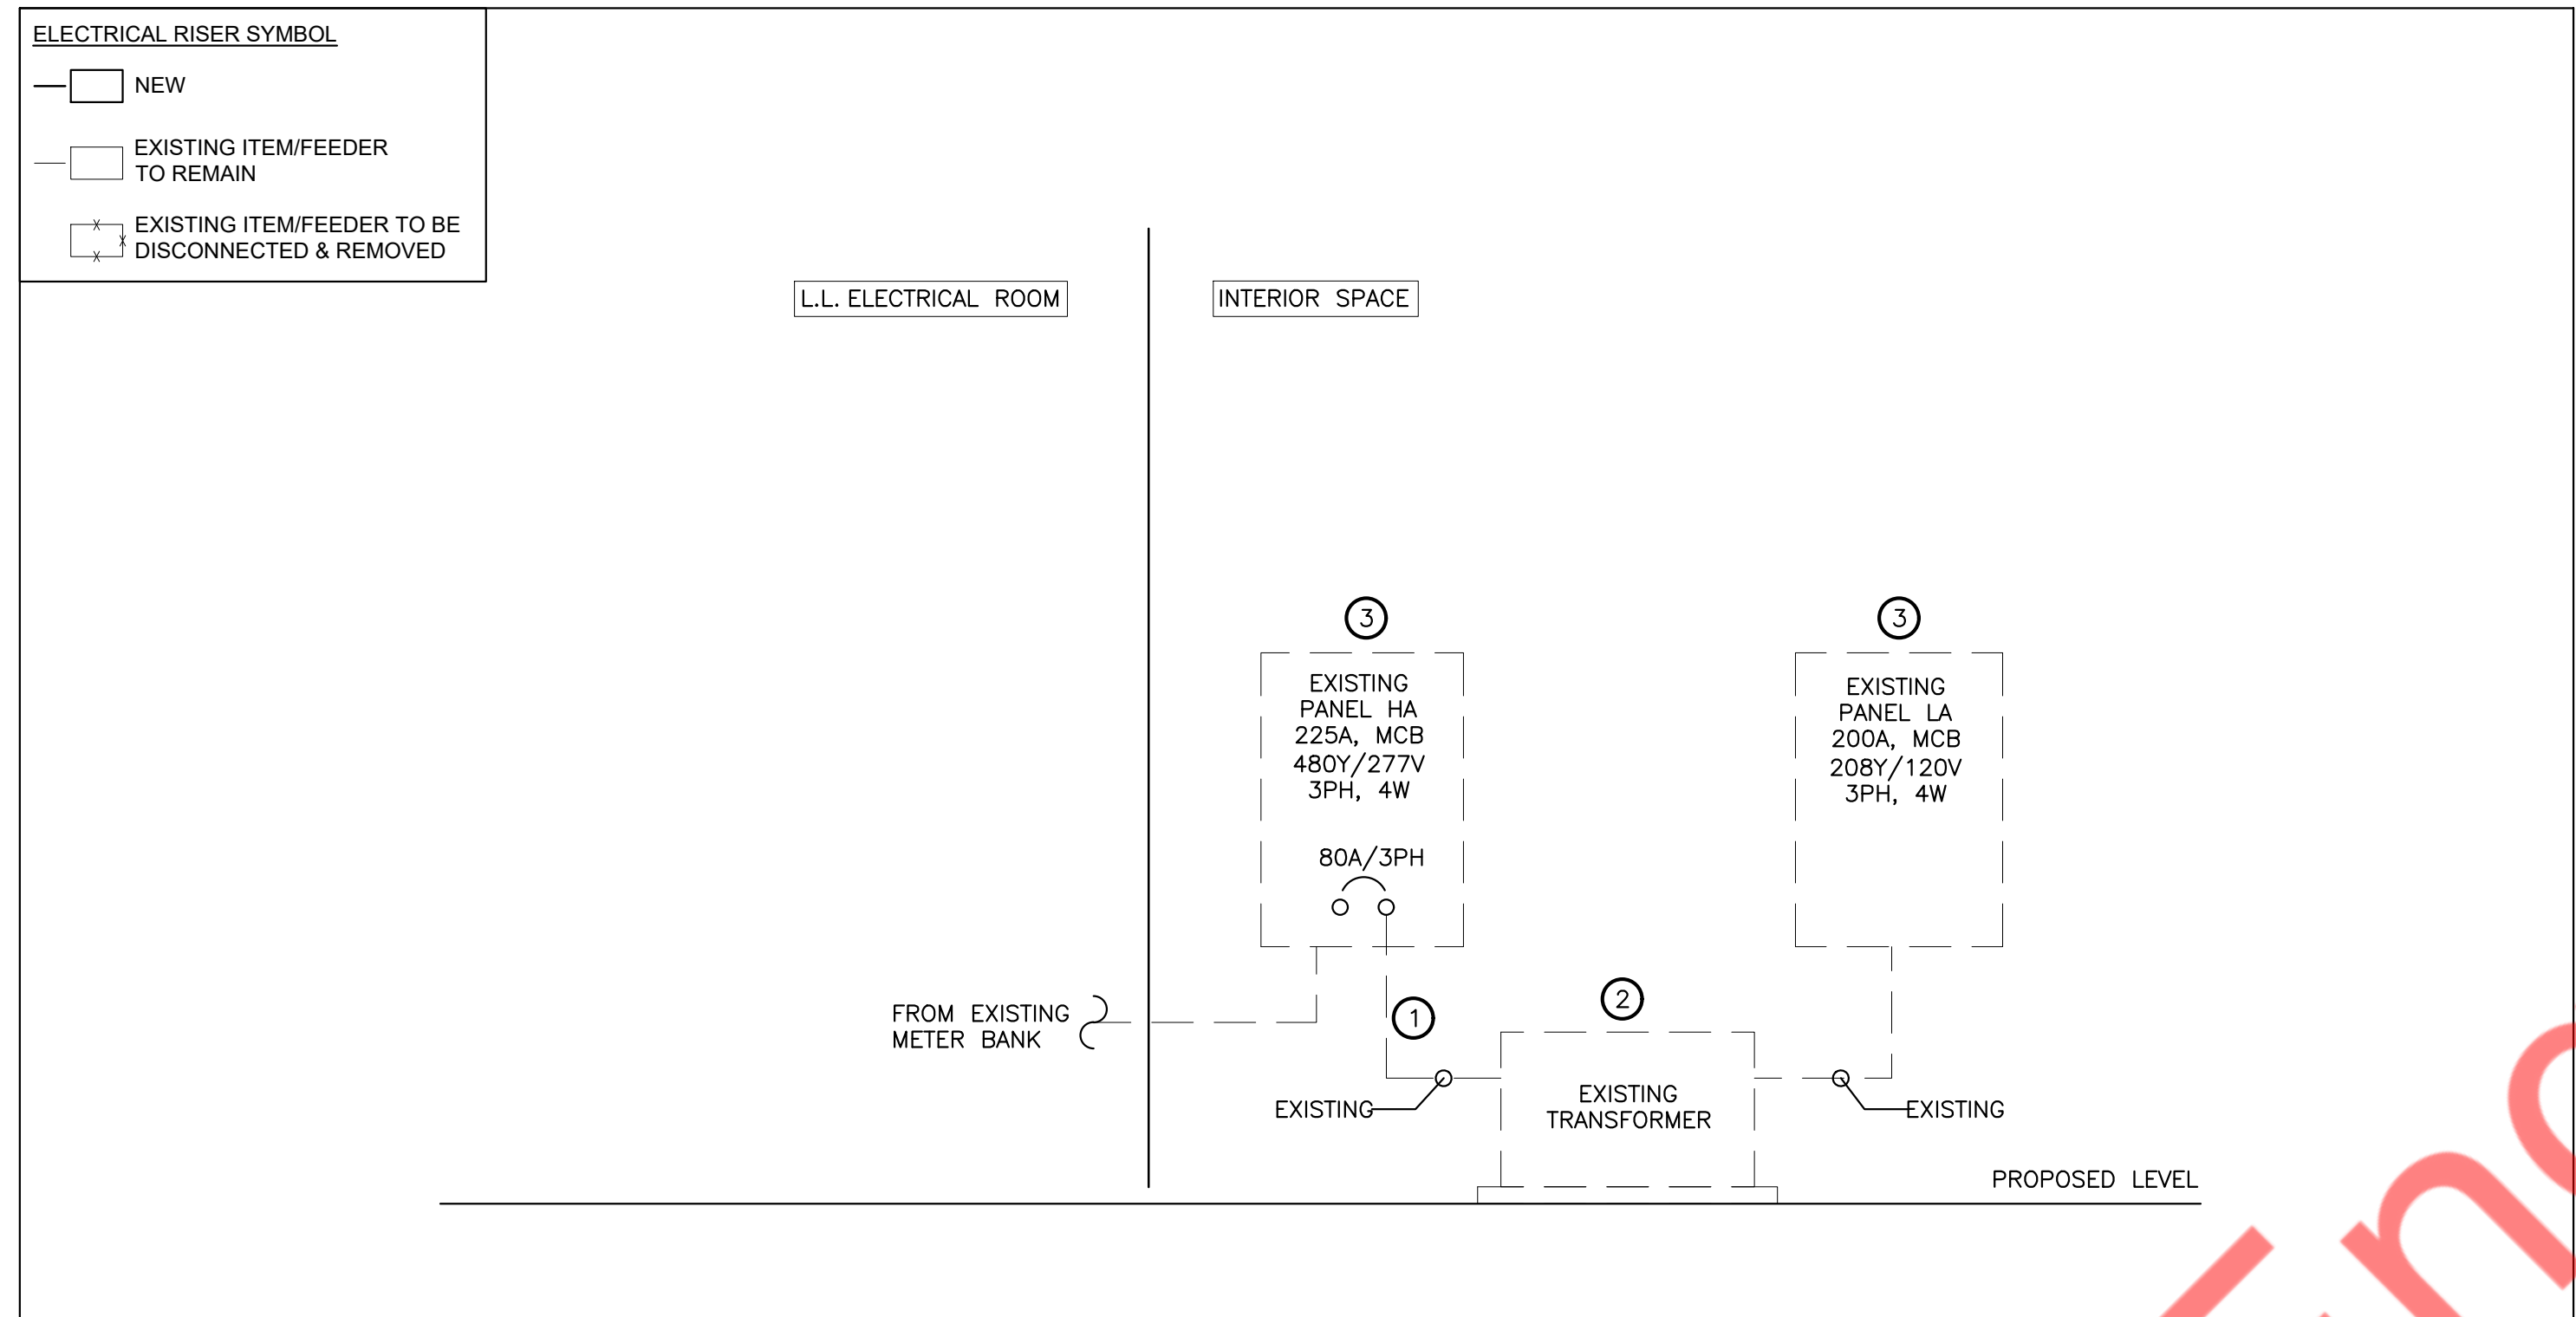 ELECTRICAL RISER SYMBOL
NEW
EXISTING ITEM/FEEDER
TO REMAIN
EXISTING ITEM/FEEDER TO BE
DISCONNECTED & REMOVED
L.L. ELECTRICAL ROOM
INTERIOR SPACE
3
EXISTING
PANEL HA
225A, MCB
480Y/277V
3PH, 4W
80A/3PH
3
EXISTING
PANEL LA
200A, MCB
208Y/120V
3PH, 4W
FROM EXISTING
METER BANK
1
2
EXISTING
EXISTING
TRANSFORMER
EXISTING
PROPOSED LEVEL